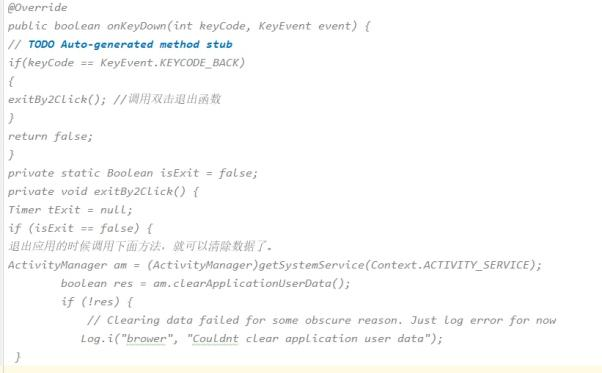 @Override
public boolean onKeyDown(int keyCode, KeyEvent event) {
// TODO Auto-generated method stub
if(keyCode == KeyEvent.KEYCODE_BACK)
{
exitBy2Click(); //调用双击退出函数
}
return false;
}
private static Boolean isExit = false;
private void exitBy2Click() {
Timer tExit = null;
if (isExit == false) {
退出应用的时候调用下面方法，就可以清除数据了。
ActivityManager am = (ActivityManager)getSystemService(Context.ACTIVITY_SERVICE);
boolean res = am.clearApplicationUserData();
if (!res) {
// Clearing data failed for some obscure reason. Just log error for now
Log.i("brower", "Couldnt clear application user data");
}